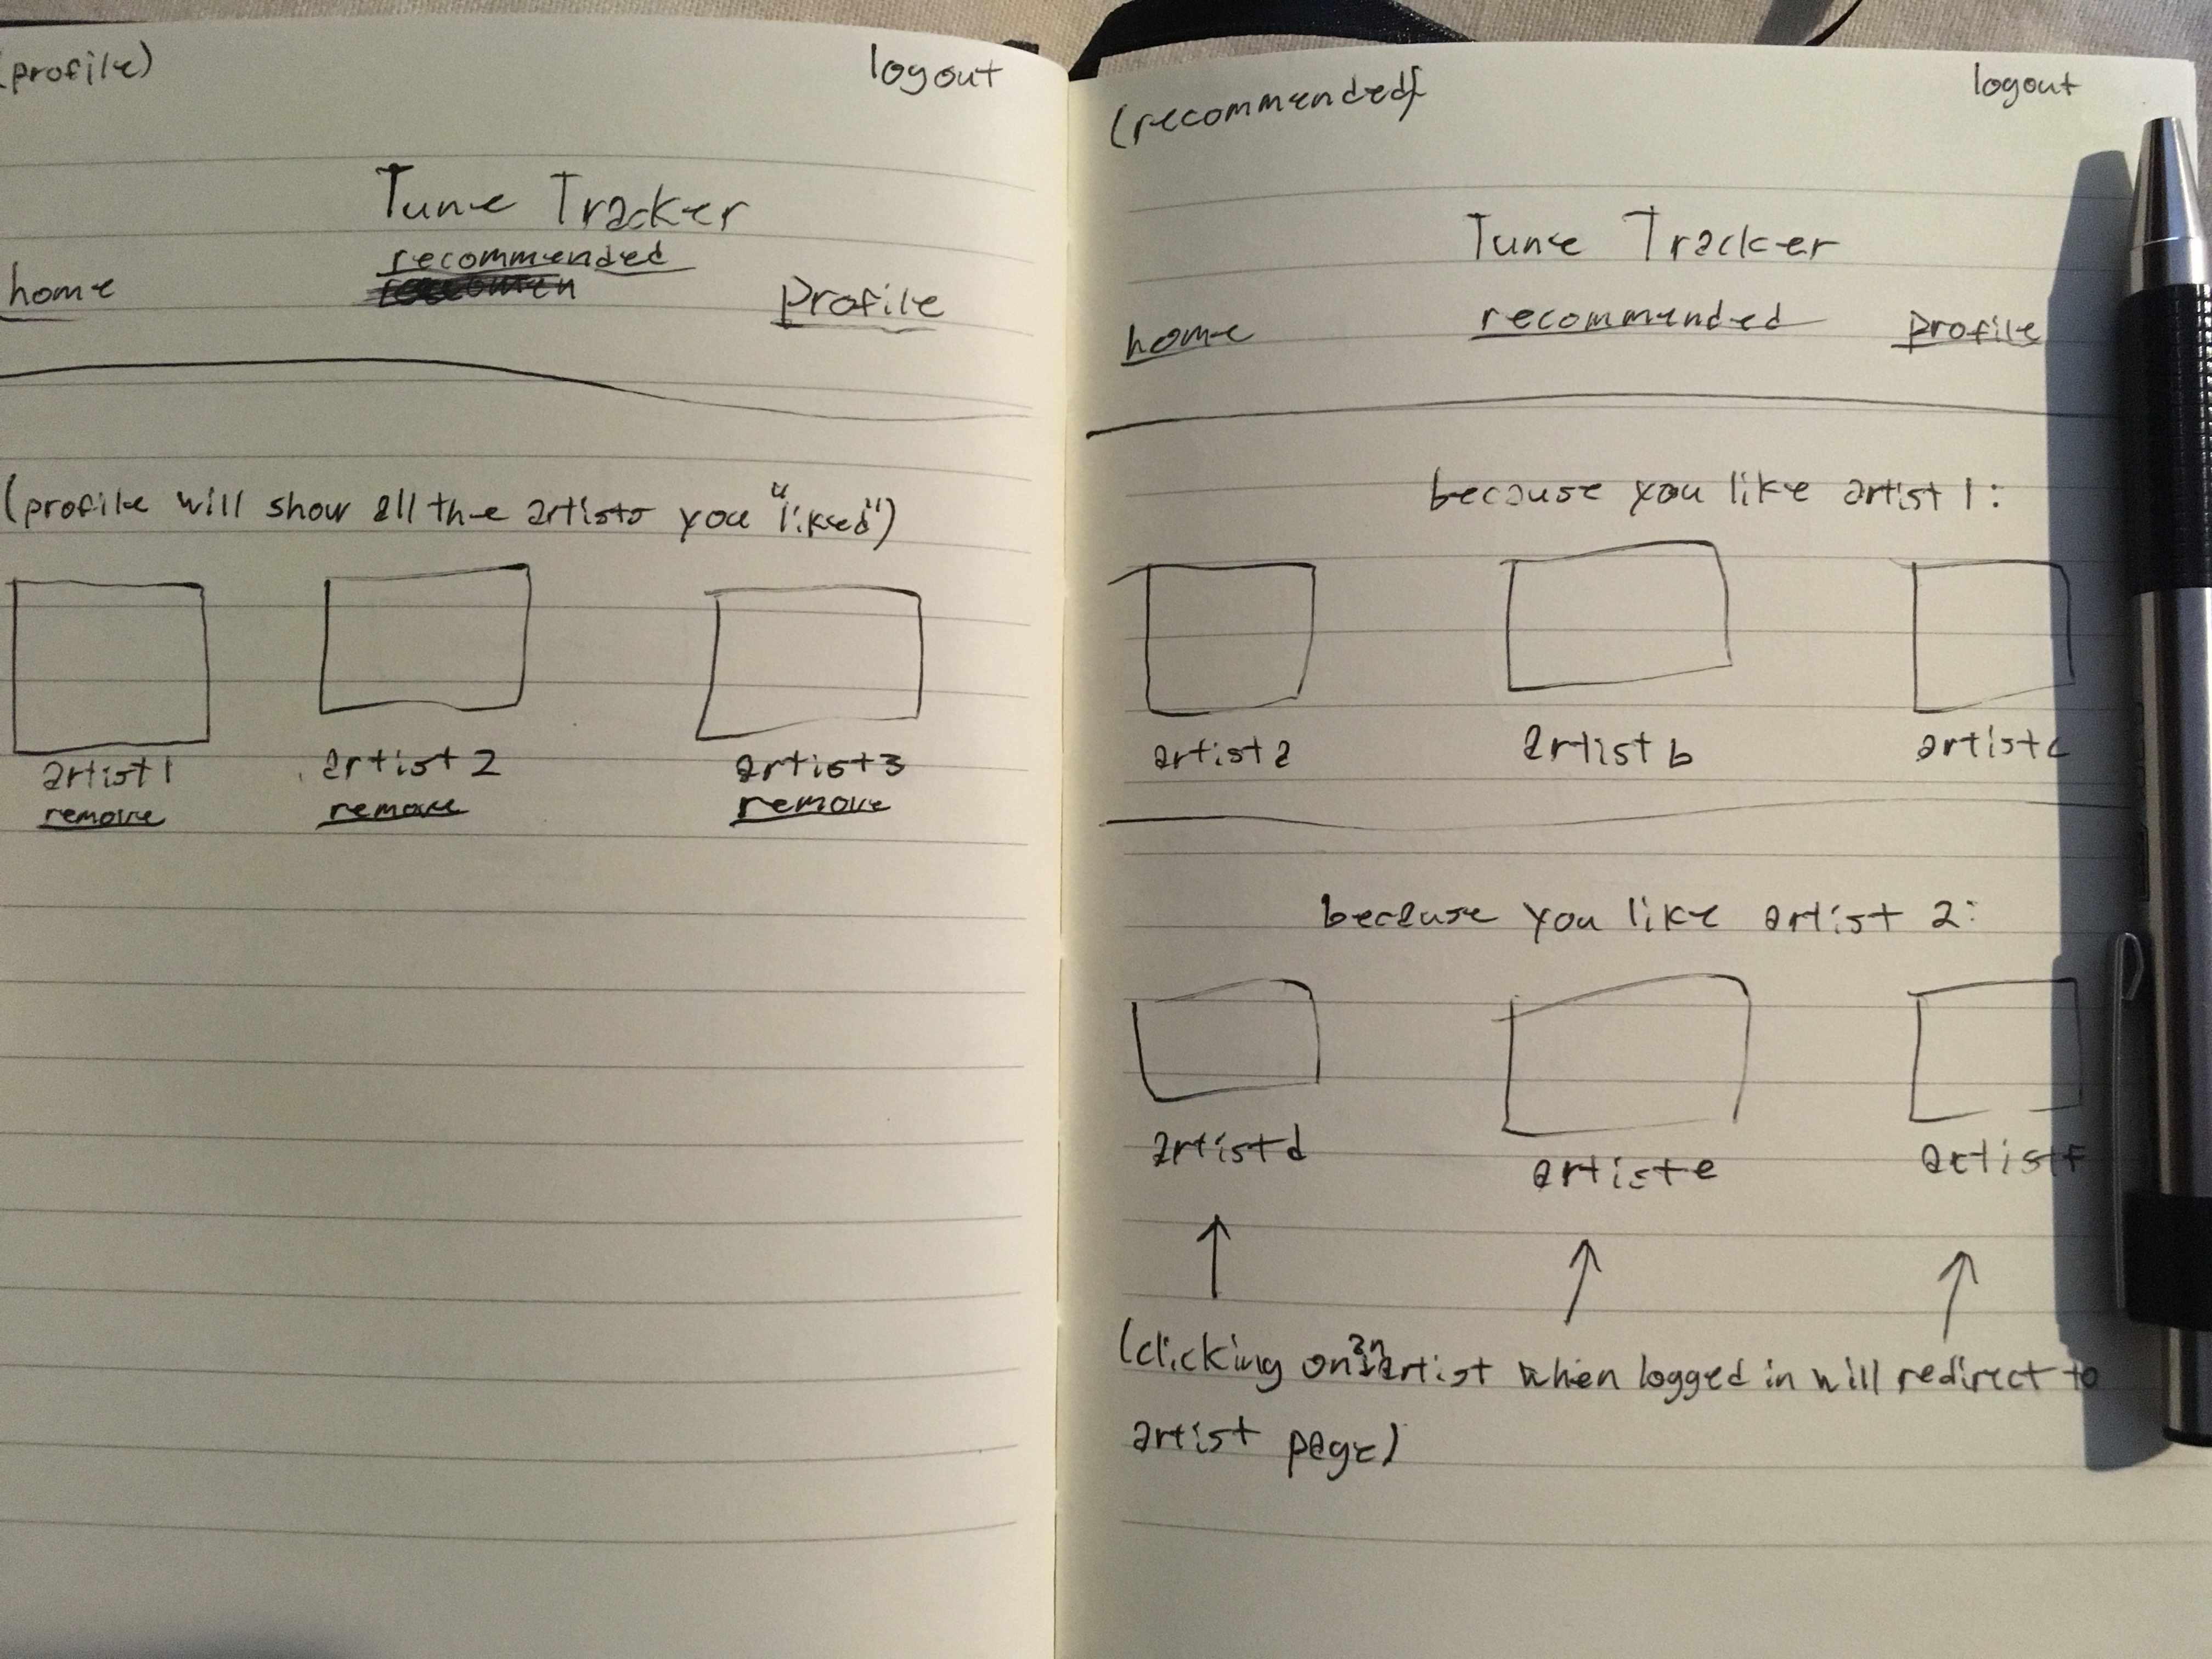 (profile) logout
Tune Tracker
recommended
home profile
(profile will show all the artists you "liked")
artist 1 artist 2 artist 3
remove remove remove
(recommended) logout
Tune Tracker
home recommended profile
because you like artist 1:
artist a artist b artist c
because you like artist 2:
artist d artist e artist f
(clicking on an artist when logged in will redirect to
artist page)